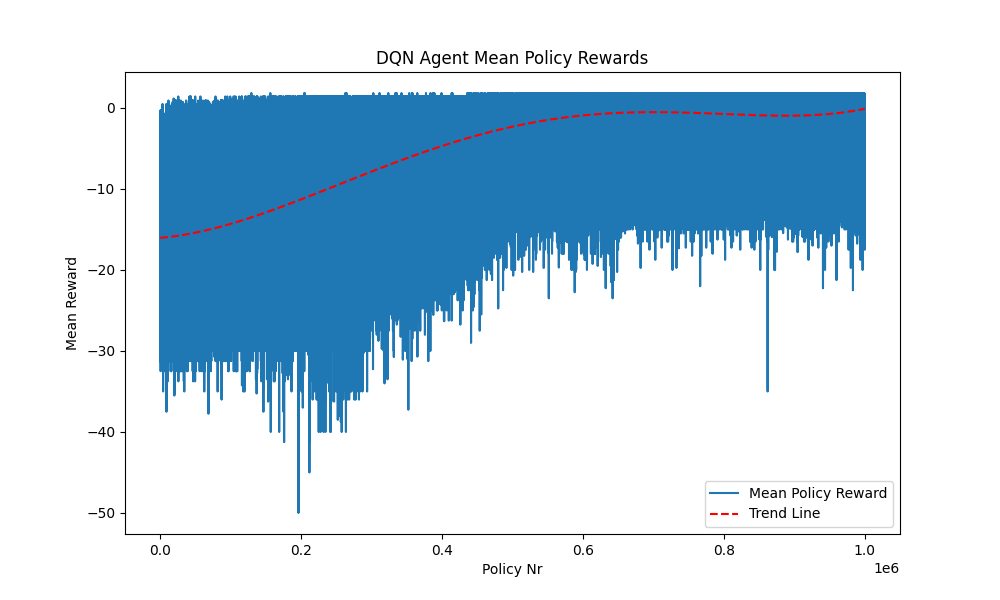 DQN Agent Mean Policy Rewards
Mean Reward
0
−10
−20
−30
−40
−50
Mean Policy Reward
Trend Line
0.0 0.2 0.4 0.6 0.8 1.0
1e6
Policy Nr